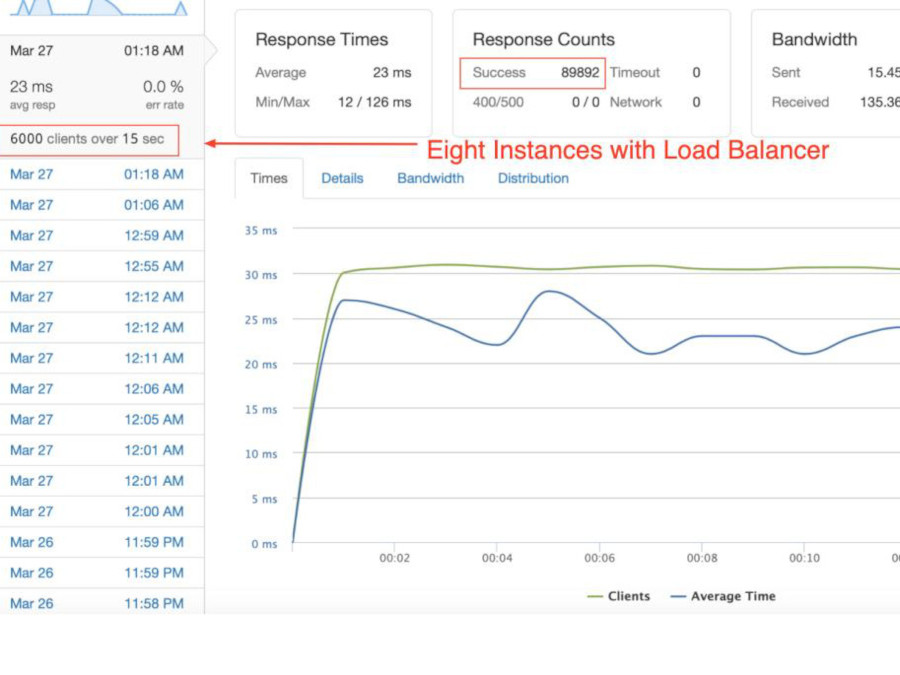 Mar 27 01:18 AM
23 ms 0.0 %
avg resp err rate
6000 clients over 15 sec
Mar 27 01:18 AM
Mar 27 01:06 AM
Mar 27 12:59 AM
Mar 27 12:55 AM
Mar 27 12:12 AM
Mar 27 12:12 AM
Mar 27 12:11 AM
Mar 27 12:06 AM
Mar 27 12:05 AM
Mar 27 12:01 AM
Mar 27 12:01 AM
Mar 27 12:00 AM
Mar 26 11:59 PM
Mar 26 11:59 PM
Mar 26 11:58 PM
Response Times
Average 23 ms
Min/Max 12 / 126 ms
Response Counts
Success 89892 Timeout 0
400/500 0 / 0 Network 0
Bandwidth
Sent 15.45
Received 135.36
Eight Instances with Load Balancer
Times Details Bandwidth Distribution
35 ms
30 ms
25 ms
20 ms
15 ms
10 ms
5 ms
0 ms
00:02 00:04 00:06 00:08 00:10
Clients Average Time